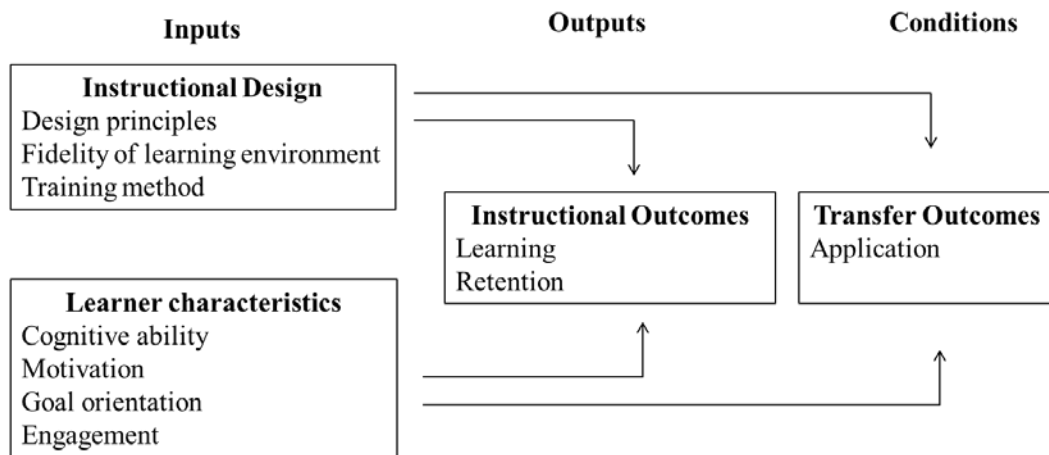 Inputs
Outputs
Conditions
Instructional Design
Design principles
Fidelity of learning environment
Training method
Instructional Outcomes
Learning
Retention
Transfer Outcomes
Application
Learner characteristics
Cognitive ability
Motivation
Goal orientation
Engagement